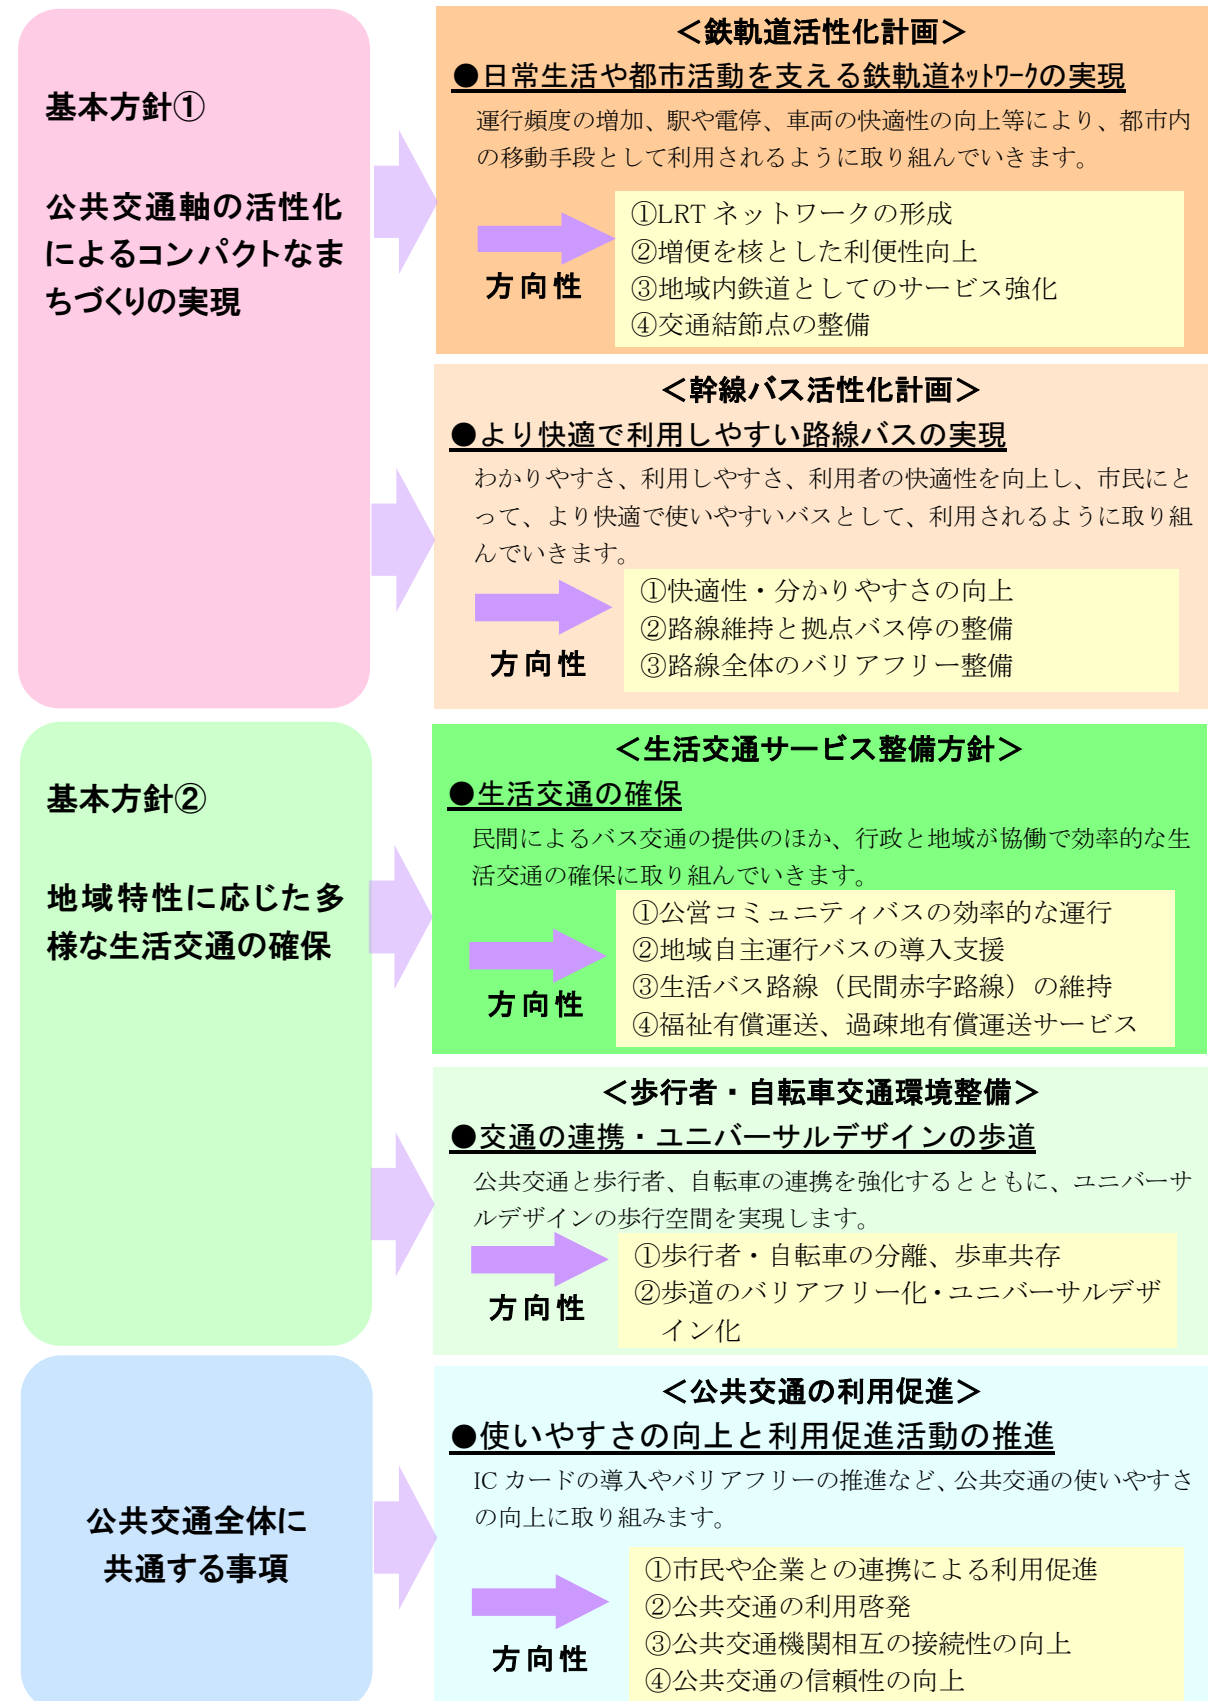 基本方針①
公共交通軸の活性化
によるコンパクトなま
ちづくりの実現
＜鉄軌道活性化計画＞
●日常生活や都市活動を支える鉄軌道ﾈｯﾄﾜｰｸの実現
運行頻度の増加、駅や電停、車両の快適性の向上等により、都市内
の移動手段として利用されるように取り組んでいきます。
方向性
①LRT ネットワークの形成
②増便を核とした利便性向上
③地域内鉄道としてのサービス強化
④交通結節点の整備
＜幹線バス活性化計画＞
●より快適で利用しやすい路線バスの実現
わかりやすさ、利用しやすさ、利用者の快適性を向上し、市民にと
って、より快適で使いやすいバスとして、利用されるように取り組
んでいきます。
方向性
①快適性・分かりやすさの向上
②路線維持と拠点バス停の整備
③路線全体のバリアフリー整備
基本方針②
地域特性に応じた多
様な生活交通の確保
＜生活交通サービス整備方針＞
●生活交通の確保
民間によるバス交通の提供のほか、行政と地域が協働で効率的な生
活交通の確保に取り組んでいきます。
方向性
①公営コミュニティバスの効率的な運行
②地域自主運行バスの導入支援
③生活バス路線（民間赤字路線）の維持
④福祉有償運送、過疎地有償運送サービス
＜歩行者・自転車交通環境整備＞
●交通の連携・ユニバーサルデザインの歩道
公共交通と歩行者、自転車の連携を強化するとともに、ユニバーサ
ルデザインの歩行空間を実現します。
方向性
①歩行者・自転車の分離、歩車共存
②歩道のバリアフリー化・ユニバーサルデザ
イン化
公共交通全体に
共通する事項
＜公共交通の利用促進＞
●使いやすさの向上と利用促進活動の推進
IC カードの導入やバリアフリーの推進など、公共交通の使いやすさ
の向上に取り組みます。
方向性
①市民や企業との連携による利用促進
②公共交通の利用啓発
③公共交通機関相互の接続性の向上
④公共交通の信頼性の向上